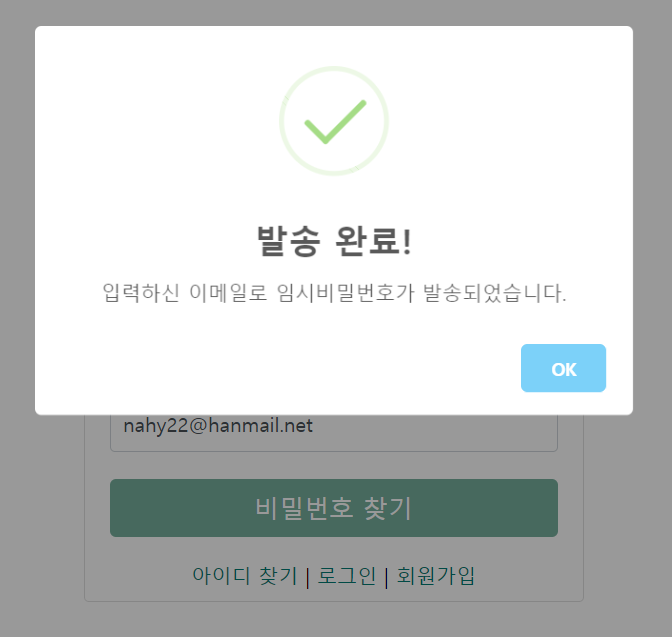 발송 완료!
입력하신 이메일로 임시비밀번호가 발송되었습니다.
OK
nahy22@hanmail.net
비밀번호 찾기
아이디 찾기 | 로그인 | 회원가입